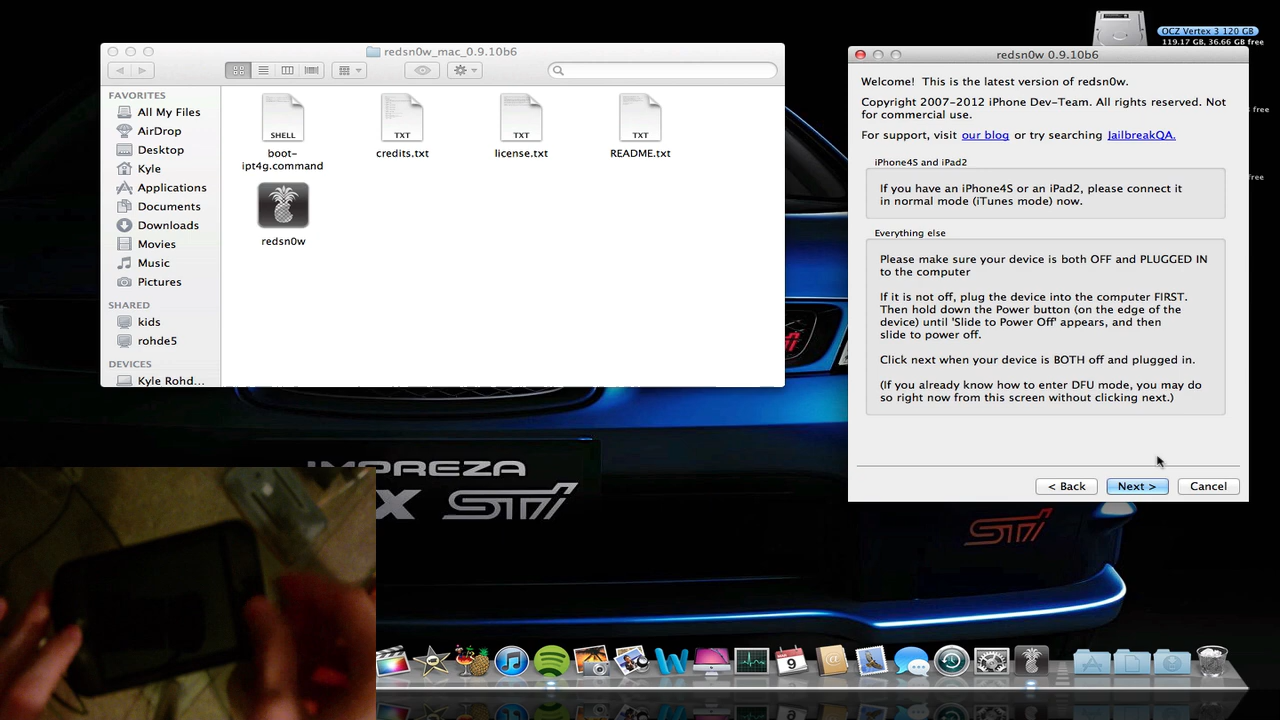 redsn0w_mac_0.9.10b6
FAVORITES
All My Files
AirDrop
Desktop
Kyle
Applications
Documents
Downloads
Movies
Music
Pictures
SHARED
kids
rohde5
DEVICES
Kyle Rohd...
SHELL
boot-
ipt4g.command
TXT
credits.txt
TXT
license.txt
TXT
README.txt
redsn0w
OCZ Vertex 3 120 GB
119.17 GB, 36.66 GB free
free
free
redsn0w 0.9.10b6
Welcome! This is the latest version of redsn0w.
Copyright 2007-2012 iPhone Dev-Team. All rights reserved. Not
for commercial use.
For support, visit our blog or try searching JailbreakQA.
iPhone4S and iPad2
If you have an iPhone4S or an iPad2, please connect it
in normal mode (iTunes mode) now.
Everything else
Please make sure your device is both OFF and PLUGGED IN
to the computer
If it is not off, plug the device into the computer FIRST.
Then hold down the Power button (on the edge of the
device) until 'Slide to Power Off' appears, and then
slide to power off.
Click next when your device is BOTH off and plugged in.
(If you already know how to enter DFU mode, you may do
so right now from this screen without clicking next.)
< Back
Next >
Cancel
IMPREZA
X STi
STi
9